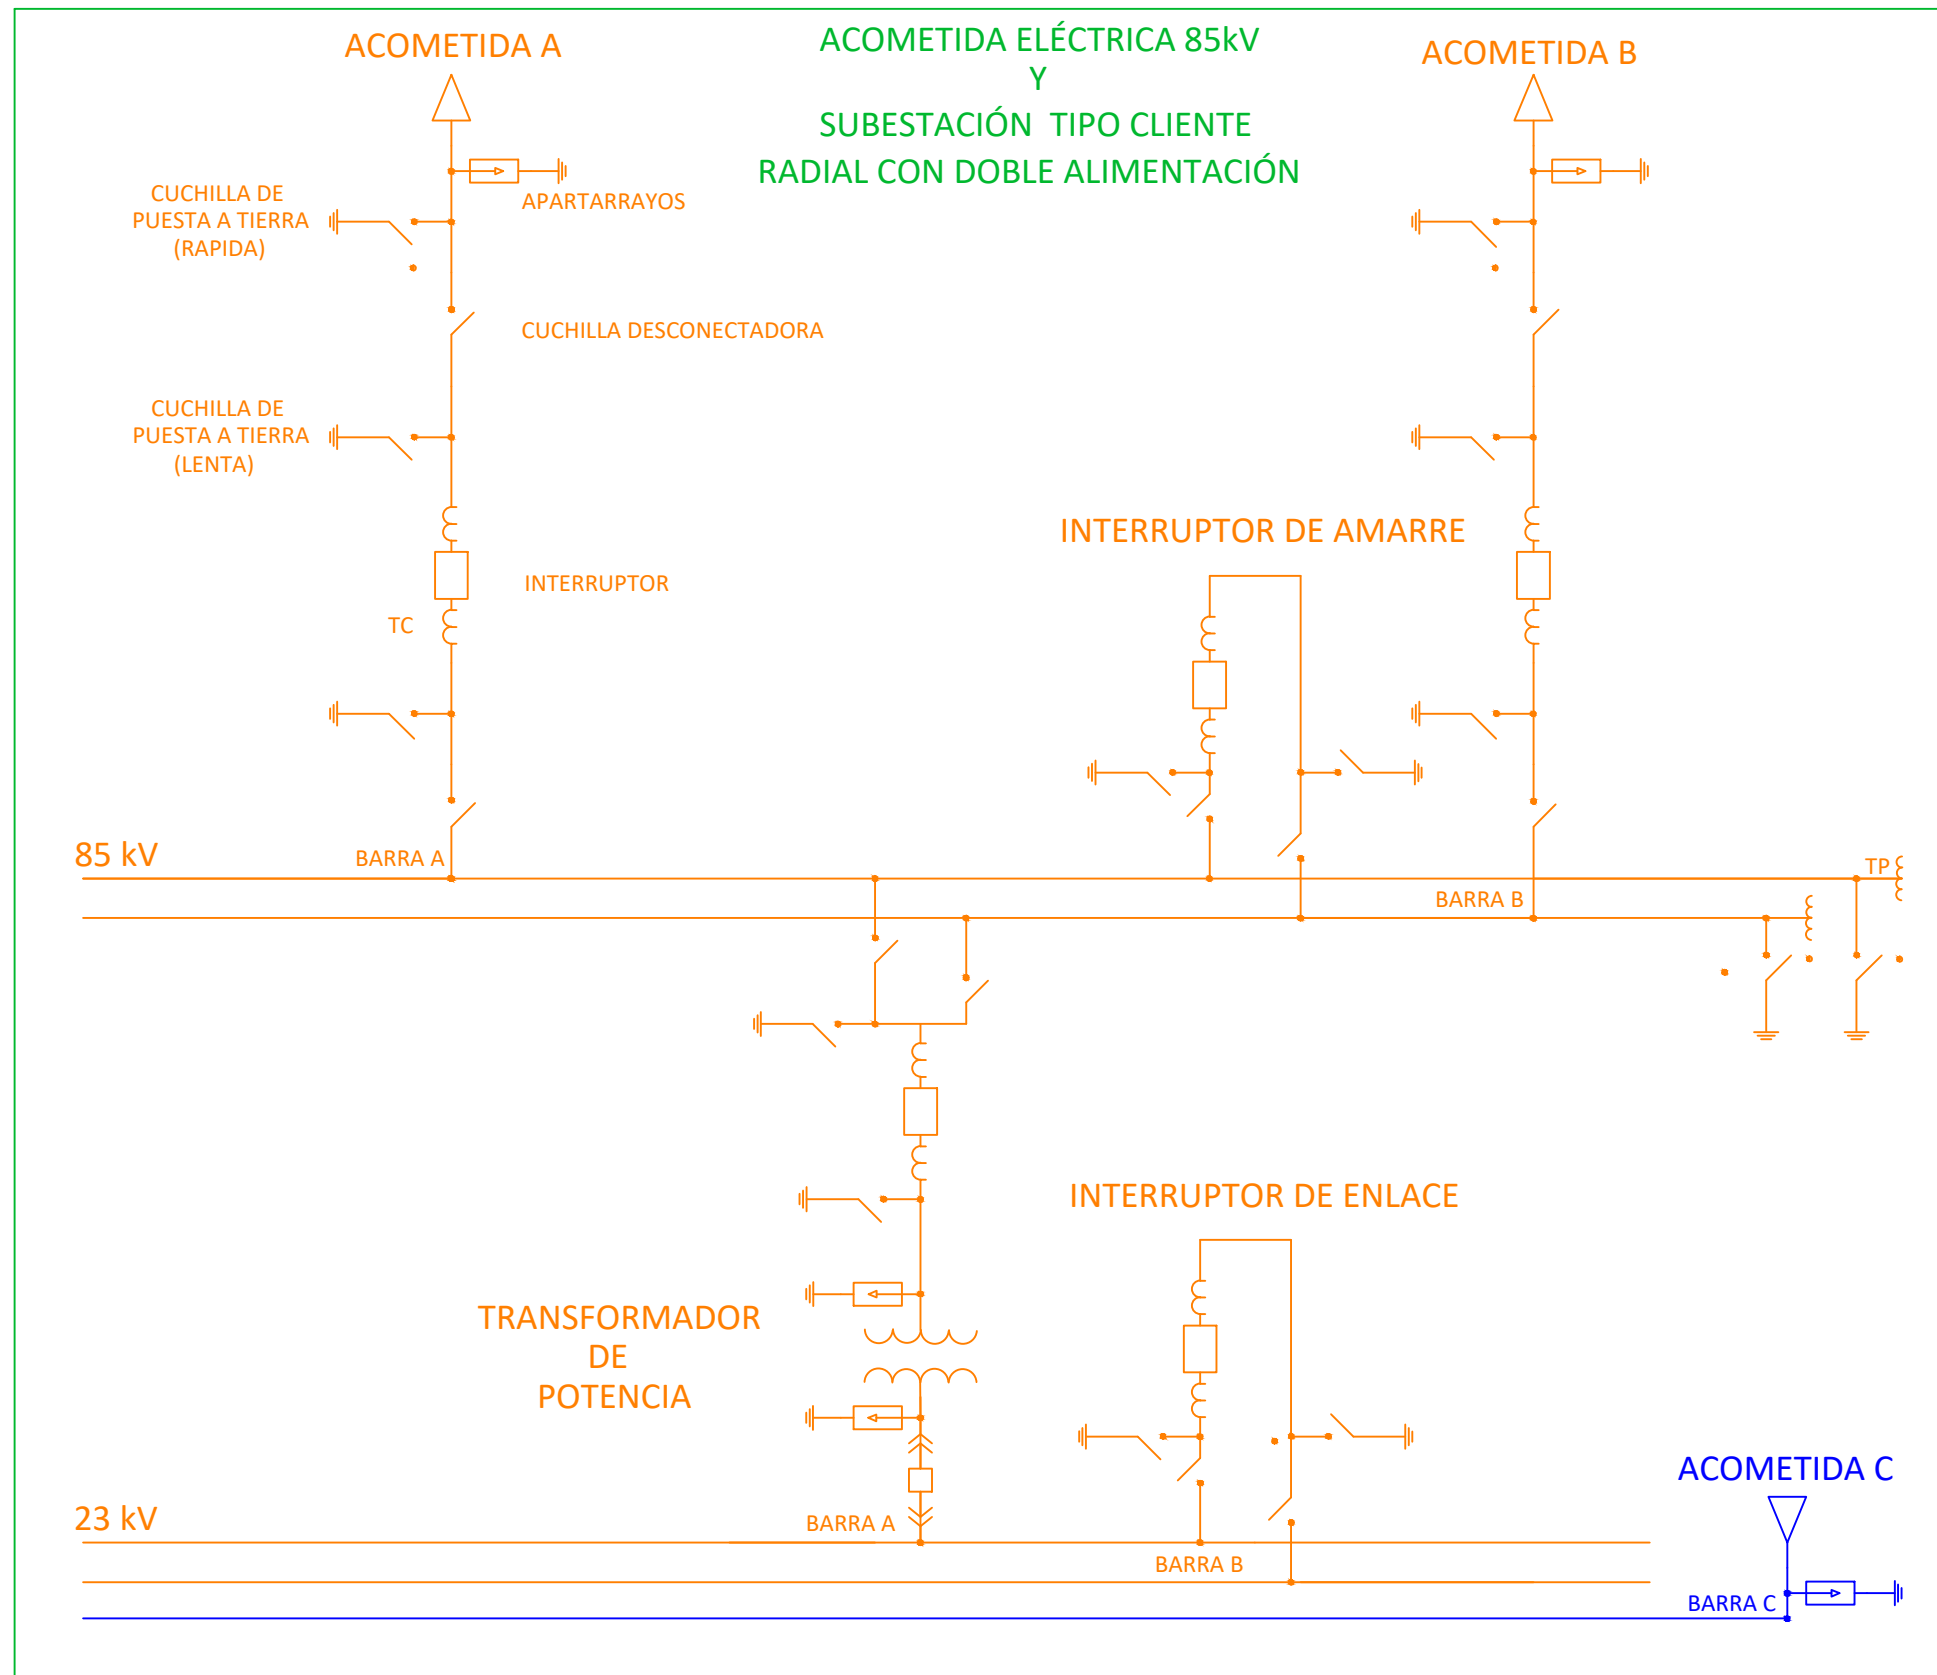 ACOMETIDA A
ACOMETIDA ELÉCTRICA 85kV
Y
SUBESTACIÓN TIPO CLIENTE
RADIAL CON DOBLE ALIMENTACIÓN
ACOMETIDA B
CUCHILLA DE
PUESTA A TIERRA
(RAPIDA)
APARTARRAYOS
CUCHILLA DESCONECTADORA
CUCHILLA DE
PUESTA A TIERRA
(LENTA)
INTERRUPTOR DE AMARRE
INTERRUPTOR
TC
85 kV
BARRA A
TP
BARRA B
INTERRUPTOR DE ENLACE
TRANSFORMADOR
DE
POTENCIA
ACOMETIDA C
23 kV
BARRA A
BARRA B
BARRA C